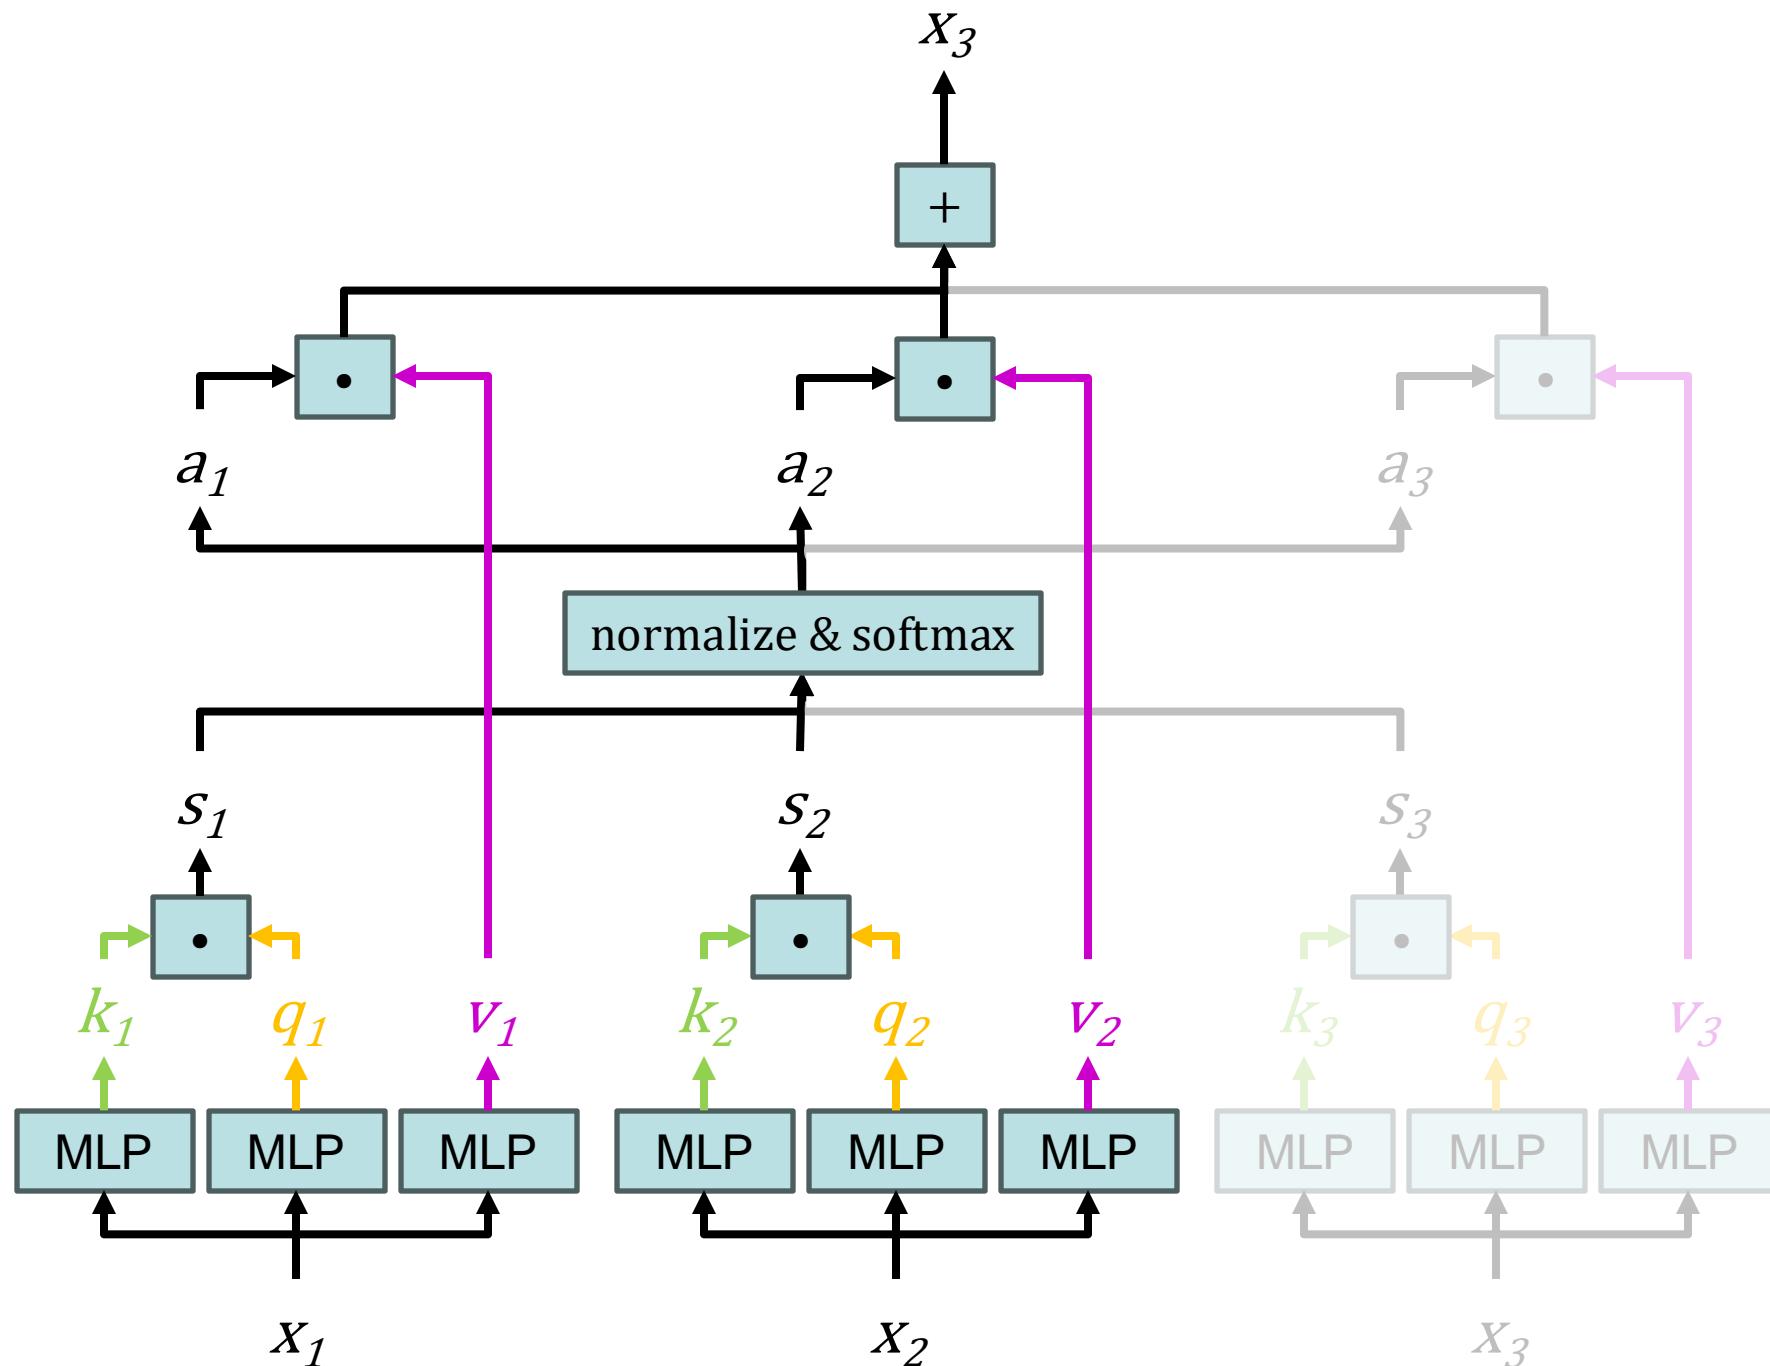 x₃
+
· · ·
a₁ a₂ a₃
normalize & softmax
s₁ s₂ s₃
· · ·
k₁ q₁ v₁ k₂ q₂ v₂ k₃ q₃ v₃
MLP MLP MLP MLP MLP MLP MLP MLP MLP
x₁ x₂ x₃